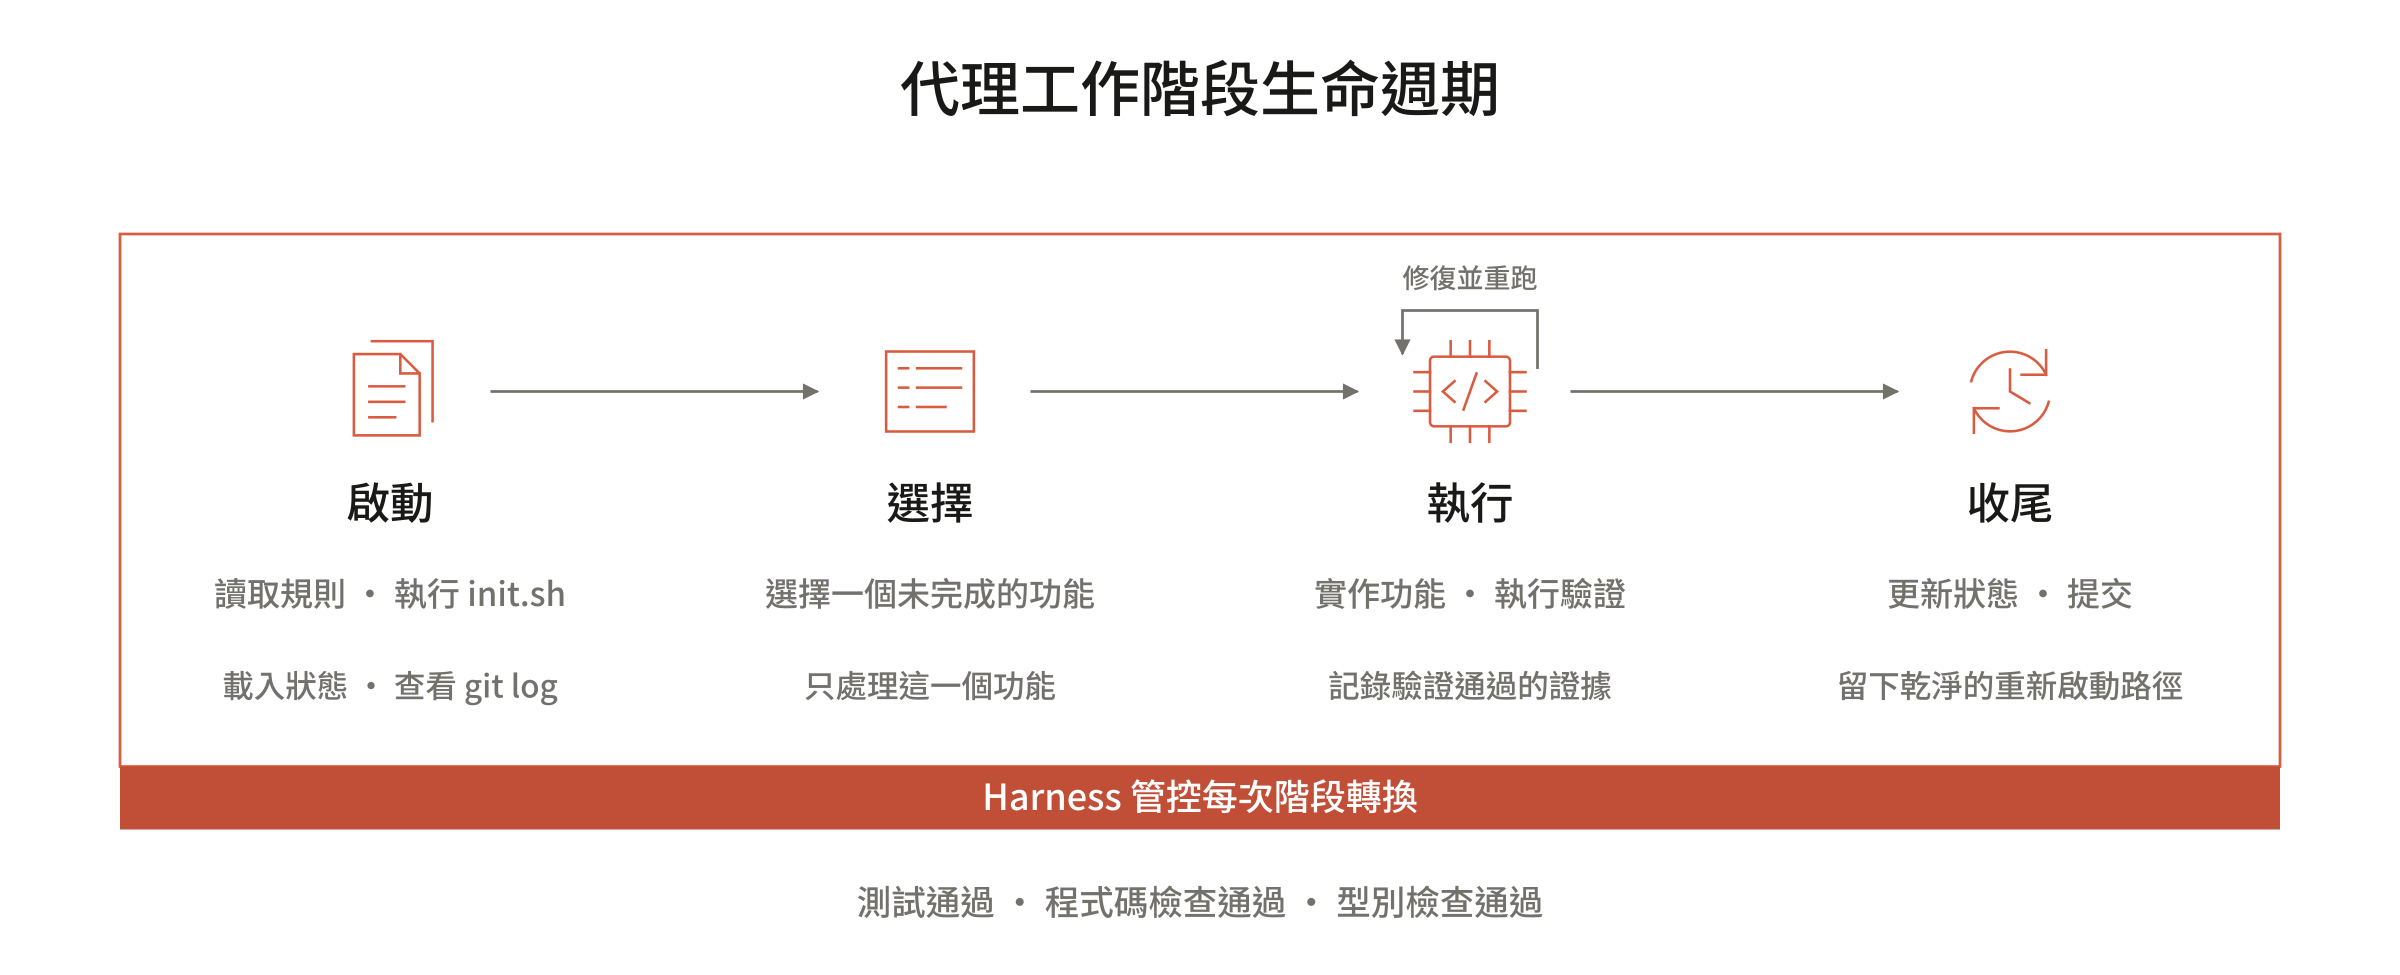 代理工作階段生命週期
修復並重跑
啟動
讀取規則 • 執行 init.sh
載入狀態 • 查看 git log
選擇
選擇一個未完成的功能
只處理這一個功能
執行
實作功能 • 執行驗證
記錄驗證通過的證據
收尾
更新狀態 • 提交
留下乾淨的重新啟動路徑
Harness 管控每次階段轉換
測試通過 • 程式碼檢查通過 • 型別檢查通過